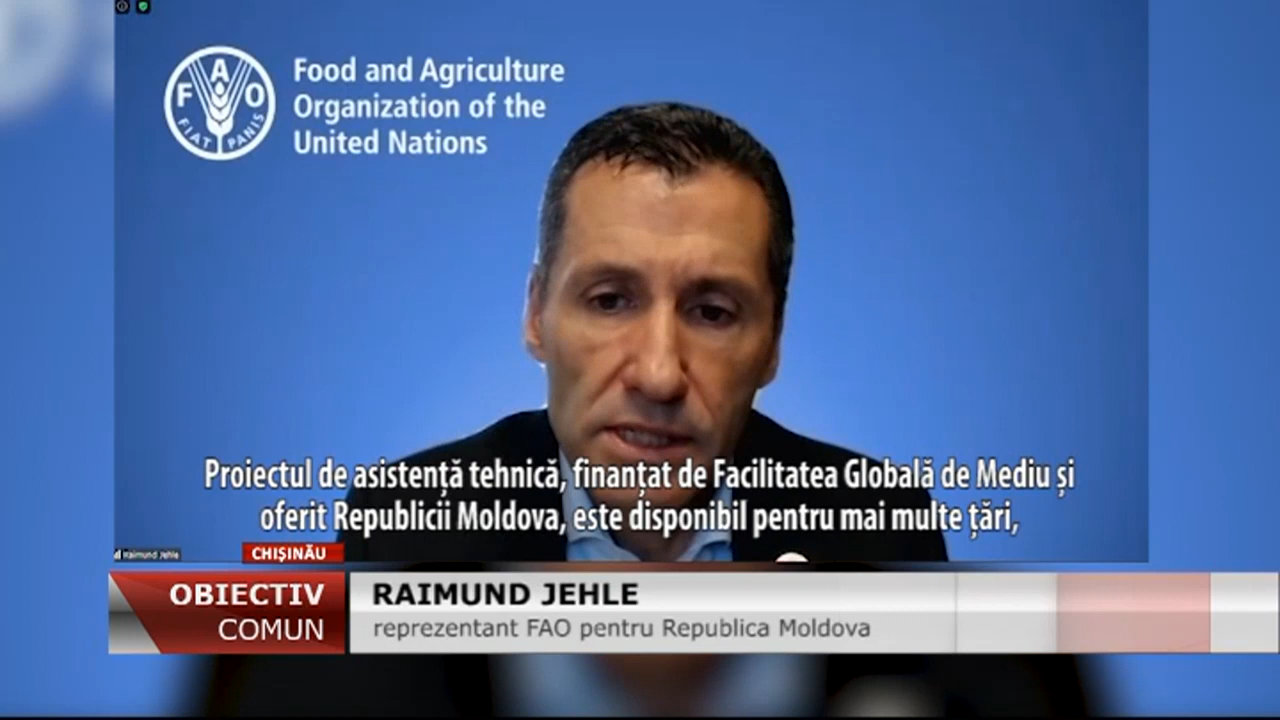 FAO
FIAT PANIS
Food and Agriculture
Organization of the
United Nations
Proiectul de asistență tehnică, finanțat de Facilitatea Globală de Mediu și
oferit Republicii Moldova, este disponibil pentru mai multe țări,
Raimund Jehle
CHIȘINĂU
OBIECTIV
COMUN
RAIMUND JEHLE
reprezentant FAO pentru Republica Moldova